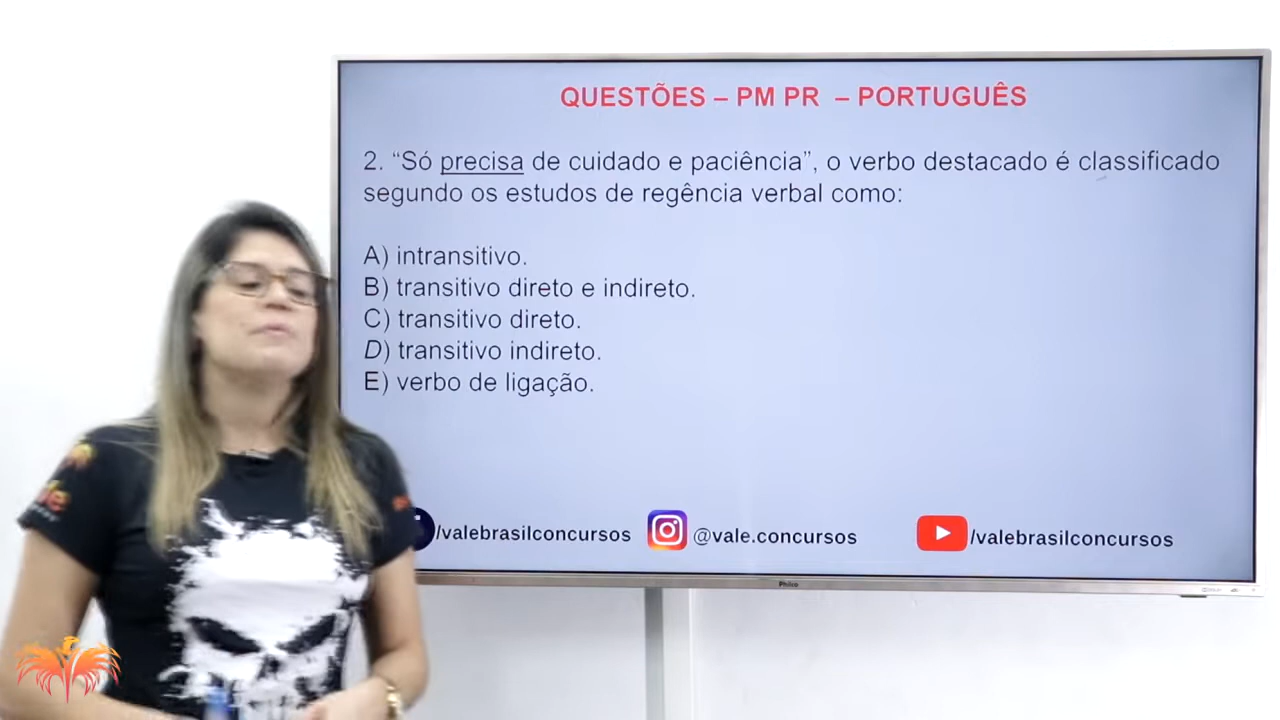 QUESTÕES – PM PR – PORTUGUÊS
2. “Só precisa de cuidado e paciência”, o verbo destacado é classificado
segundo os estudos de regência verbal como:
A) intransitivo.
B) transitivo direto e indireto.
C) transitivo direto.
D) transitivo indireto.
E) verbo de ligação.
/valebrasilconcursos
@vale.concursos
/valebrasilconcursos
Philco